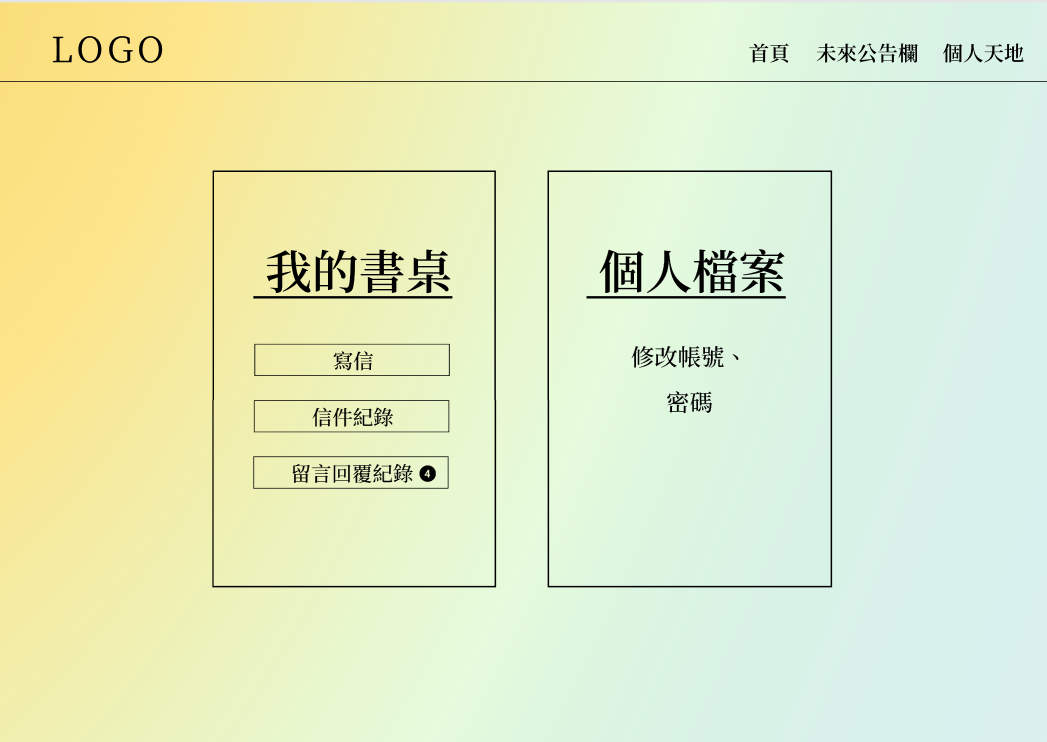 LOGO
首頁 未來公告欄 個人天地
我的書桌
寫信
信件紀錄
留言回覆紀錄 4
個人檔案
修改帳號、
密碼